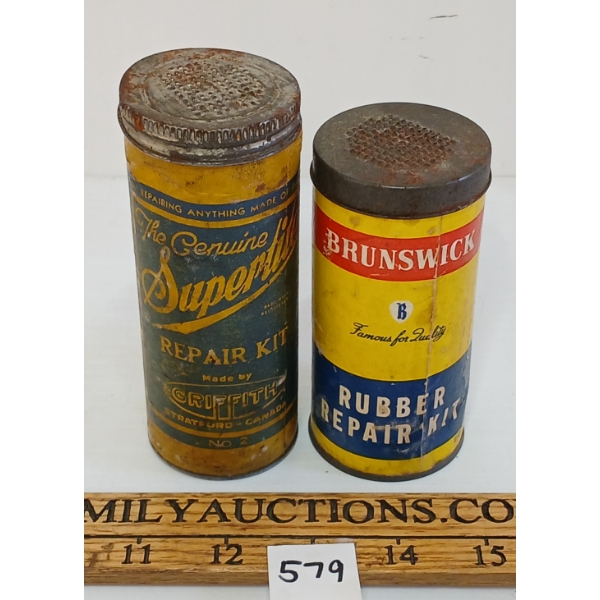 REPAIRING ANYTHING MADE OF
The Genuine
REPAIR KIT
Made by
GRIFFITH
STRATFORD - CANADA
No 2
BRUNSWICK
B
Famous for Quality
RUBBER
REPAIR KIT
MILYAUCTIONS.CO
11 12 14 15
579